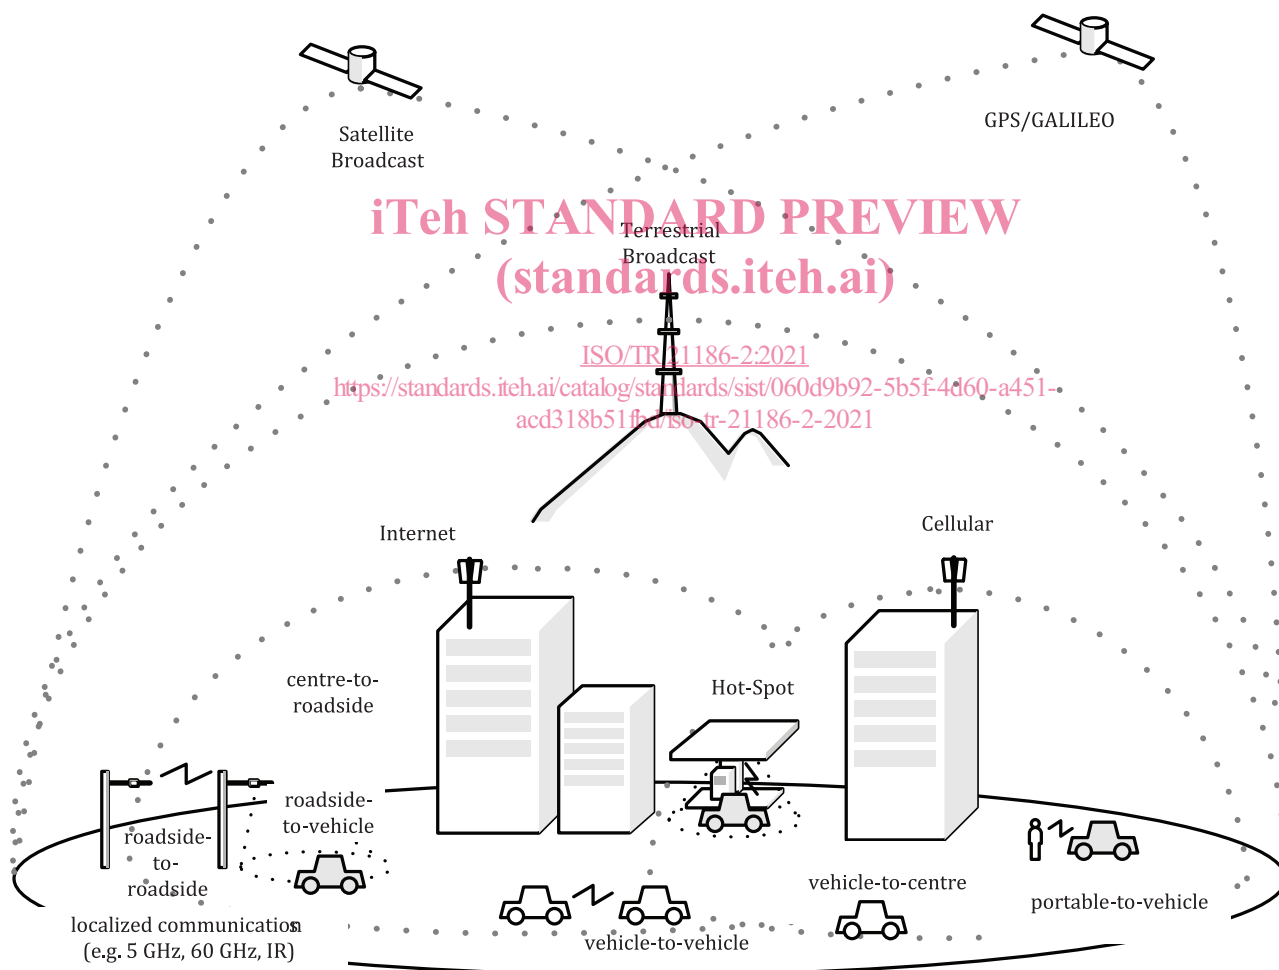 Satellite
Broadcast
GPS/GALILEO
iTeh STANDARD PREVIEW
Terrestrial
Broadcast
(standards.iteh.ai)
ISO/TR 21186-2:2021
https://standards.iteh.ai/catalog/standards/sist/060d9b92-5b5f-4d60-a451-
acd318b51fbd/iso-tr-21186-2-2021
Internet
Cellular
centre-to-
roadside
Hot-Spot
roadside-
to-vehicle
roadside-
to-
roadside
vehicle-to-centre
portable-to-vehicle
localized communications
(e.g. 5 GHz, 60 GHz, IR)
vehicle-to-vehicle